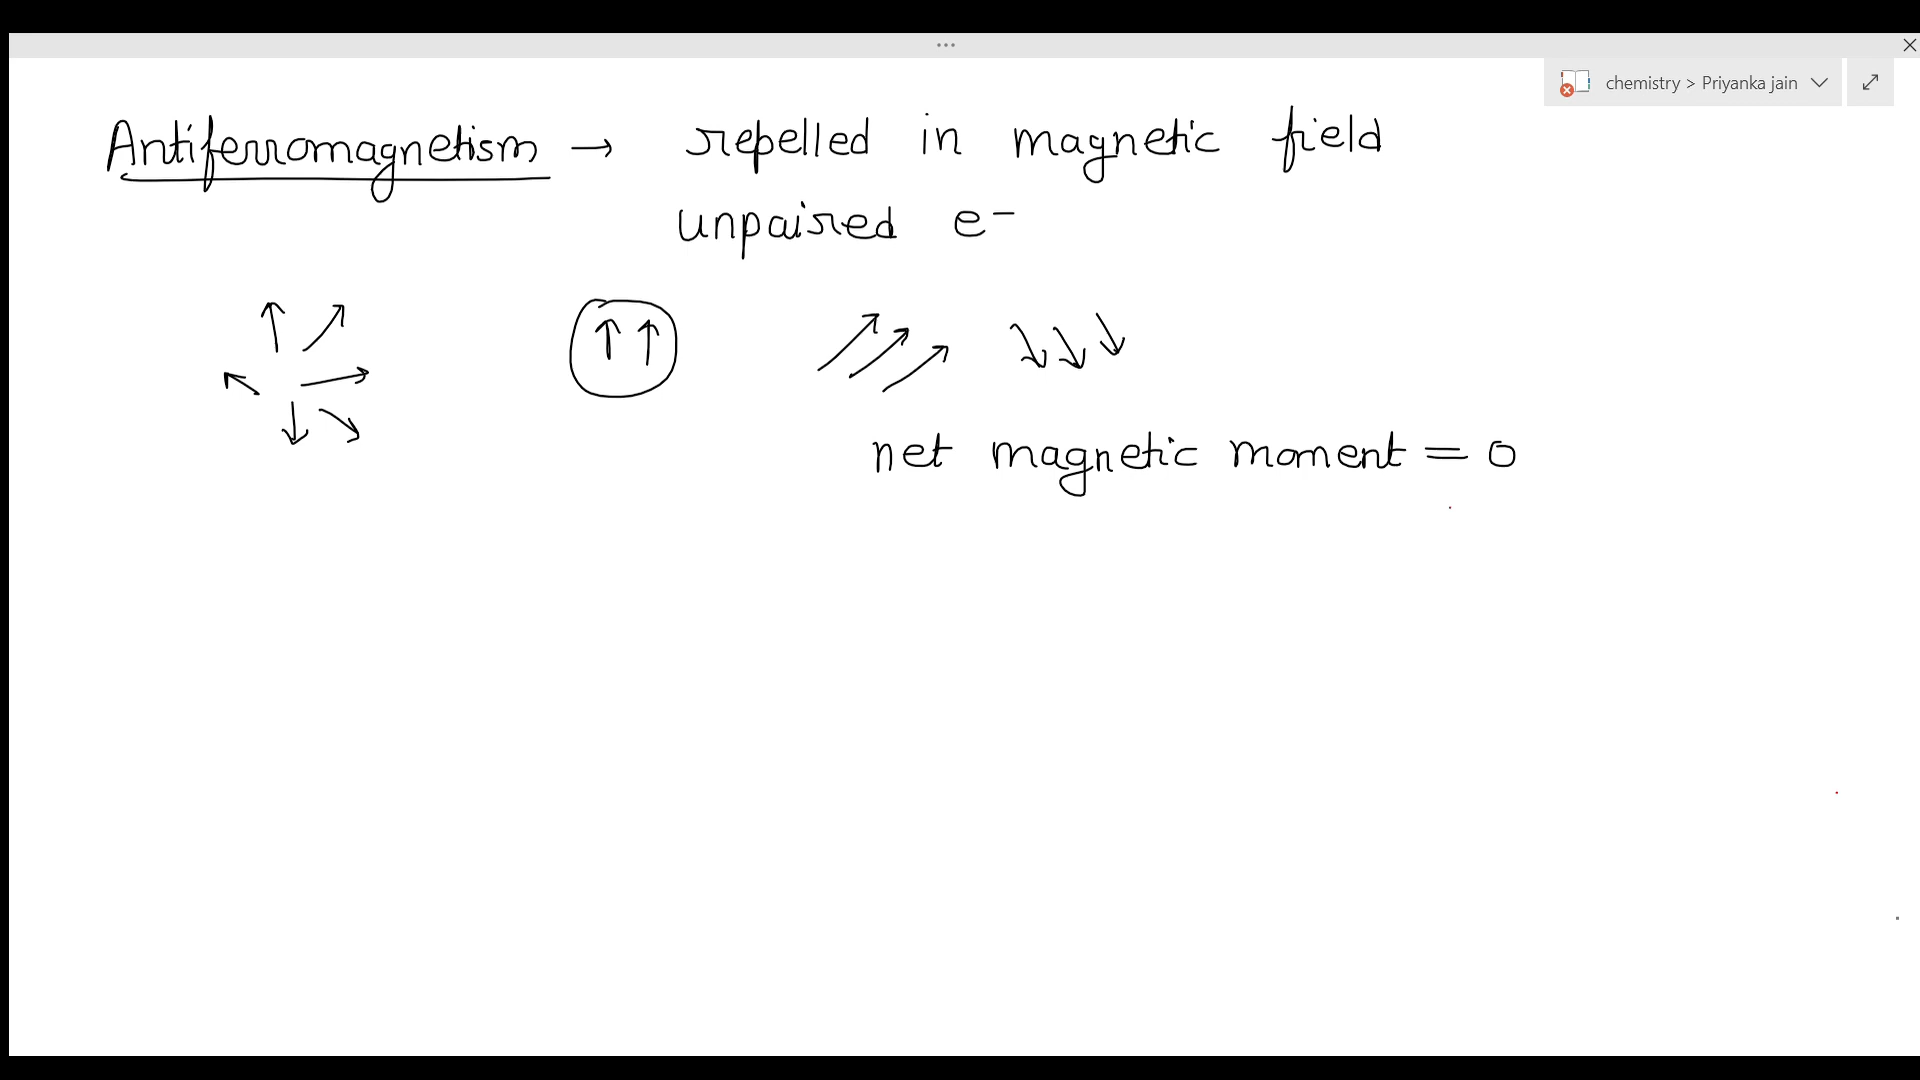 chemistry > Priyanka jain
Antiferromagnetism → repelled in magnetic field
unpaired e⁻
net magnetic moment = 0